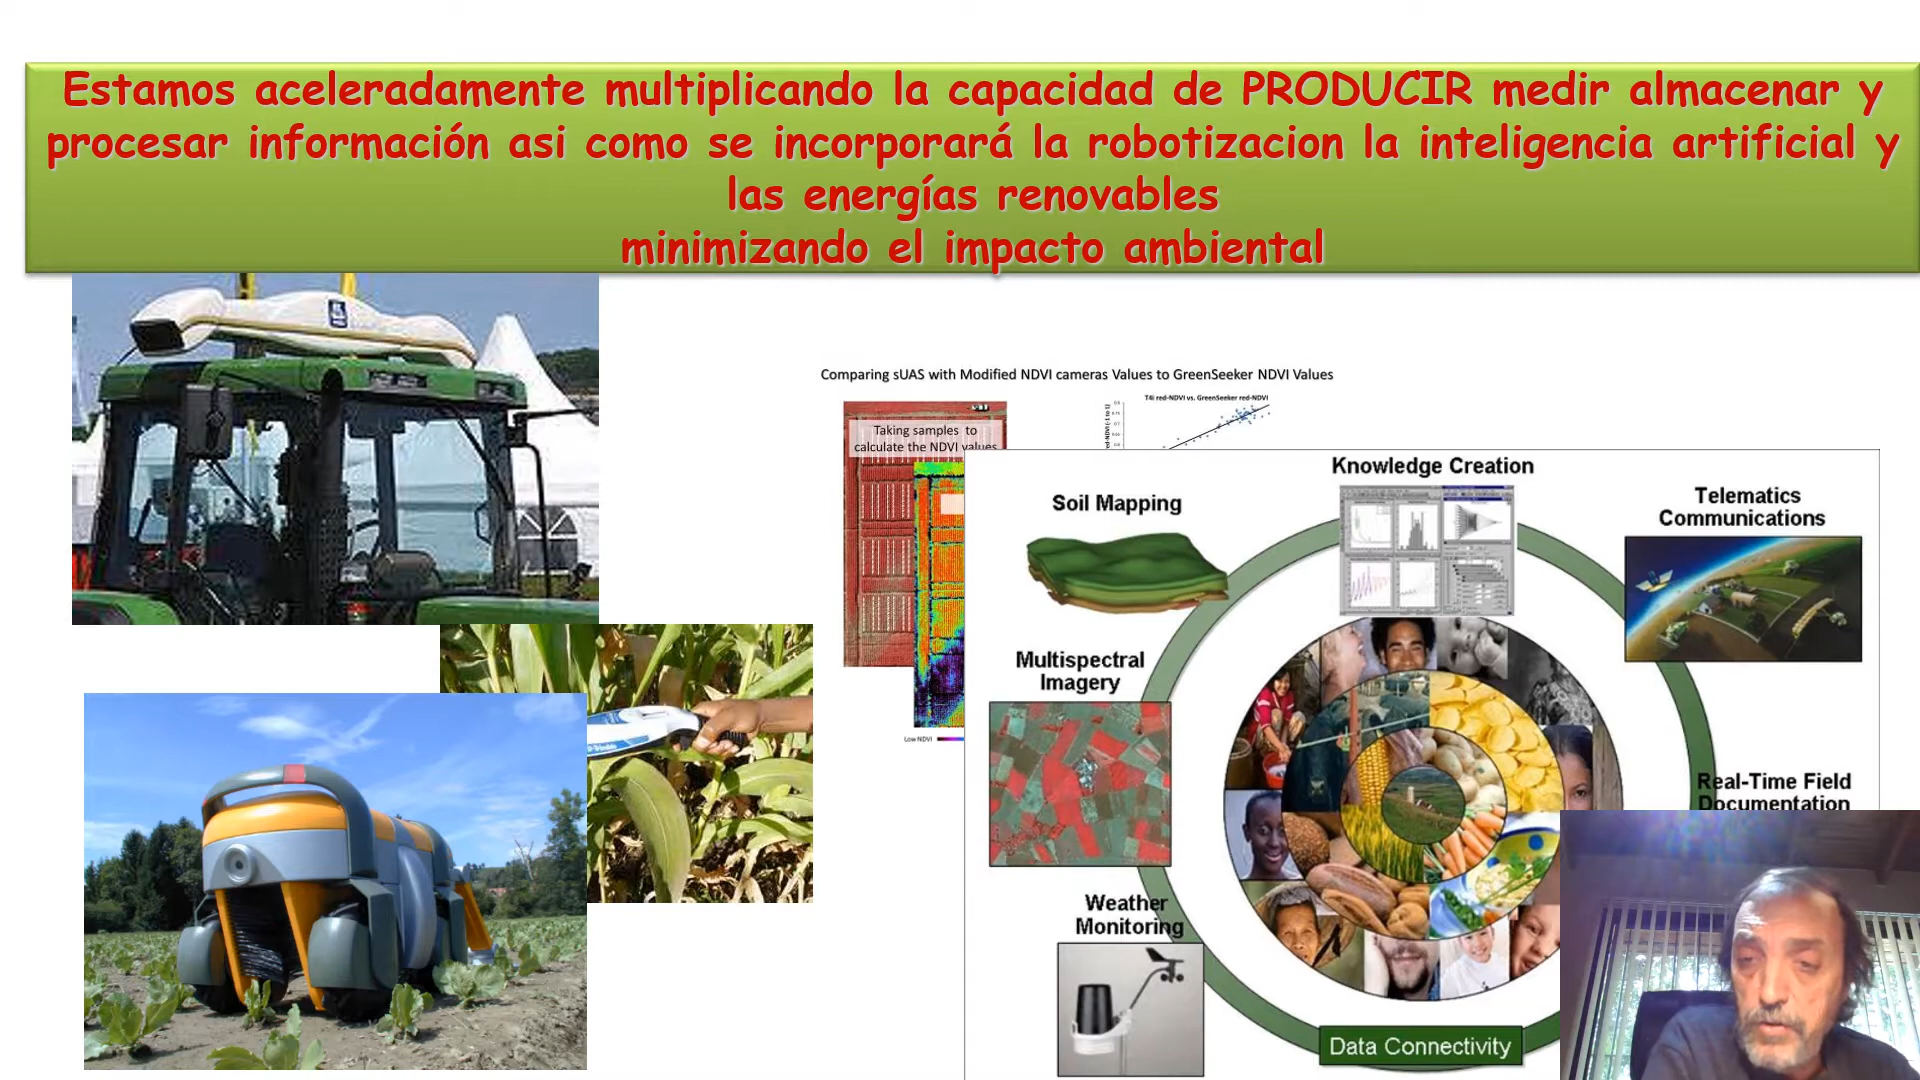 Estamos aceleradamente multiplicando la capacidad de PRODUCIR medir almacenar y
procesar información asi como se incorporará la robotizacion la inteligencia artificial y
las energías renovables
minimizando el impacto ambiental
Comparing sUAS with Modified NDVI cameras Values to GreenSeeker NDVI Values
T4i red-NDVI vs. GreenSeeker red-NDVI
Taking samples to
calculate the NDVI values
Low NDVI
Knowledge Creation
Soil Mapping
Telematics
Communications
Multispectral
Imagery
Real-Time Field
Documentation
Weather
Monitoring
Data Connectivity